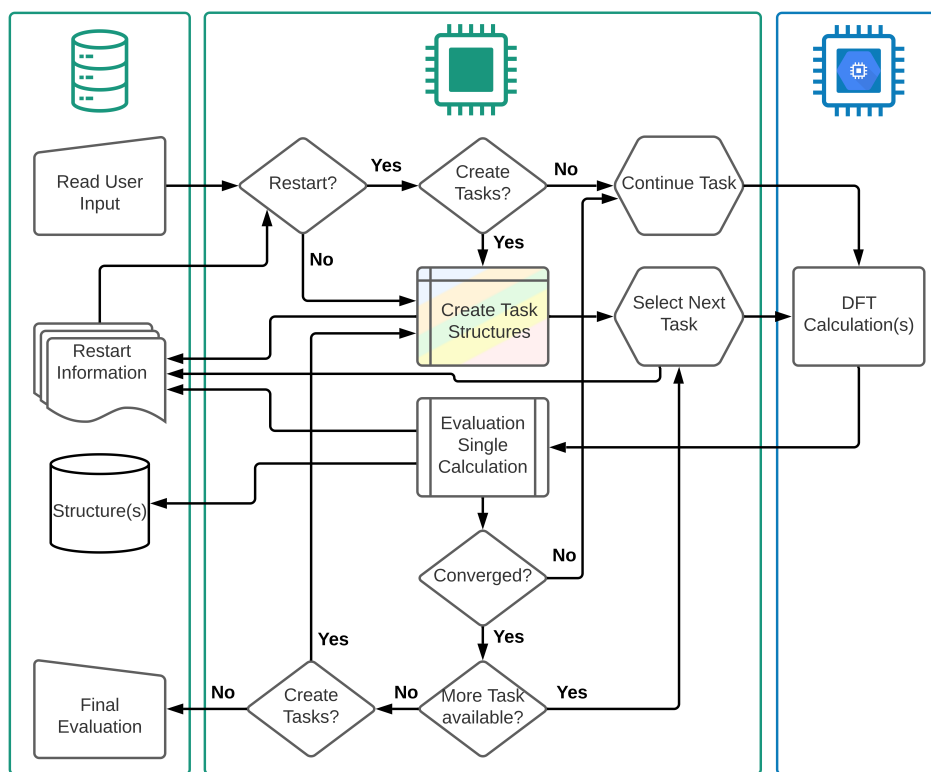 Read User
Input
Restart?
Yes
Create
Tasks?
No
Continue Task
No
Yes
Create Task
Structures
Select Next
Task
DFT
Calculation(s)
Restart
Information
Evaluation
Single
Calculation
Structure(s)
Converged?
No
Yes
Yes
More Task
available?
Yes
No
Create
Tasks?
No
Final
Evaluation